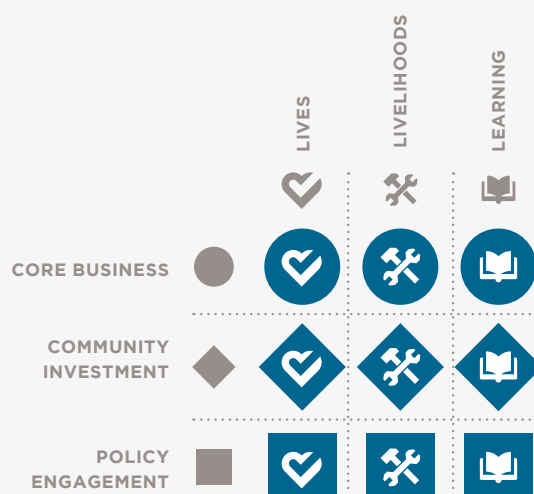 LIVES
LIVELIHOODS
LEARNING
CORE BUSINESS
COMMUNITY
INVESTMENT
POLICY
ENGAGEMENT